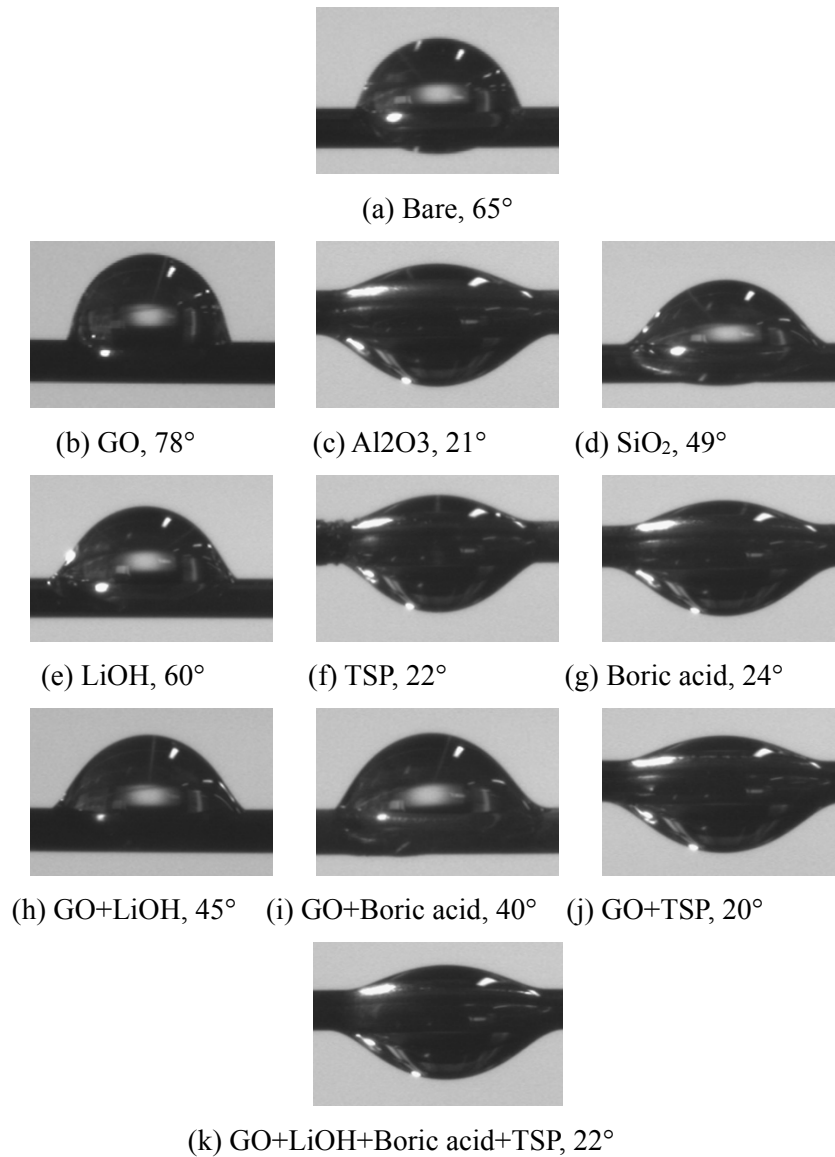 (a) Bare, 65°
(b) GO, 78° (c) Al2O3, 21° (d) SiO₂, 49°
(e) LiOH, 60° (f) TSP, 22° (g) Boric acid, 24°
(h) GO+LiOH, 45° (i) GO+Boric acid, 40° (j) GO+TSP, 20°
(k) GO+LiOH+Boric acid+TSP, 22°